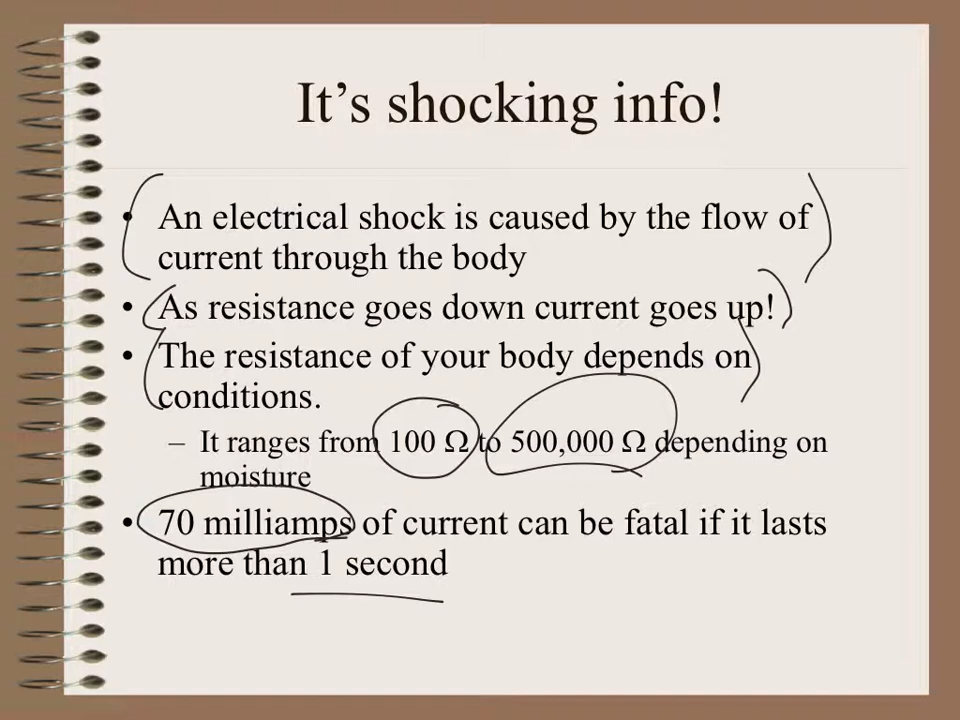 It's shocking info!
• An electrical shock is caused by the flow of
current through the body
• As resistance goes down current goes up!
• The resistance of your body depends on
conditions.
– It ranges from 100 Ω to 500,000 Ω depending on
moisture
• 70 milliamps of current can be fatal if it lasts
more than 1 second